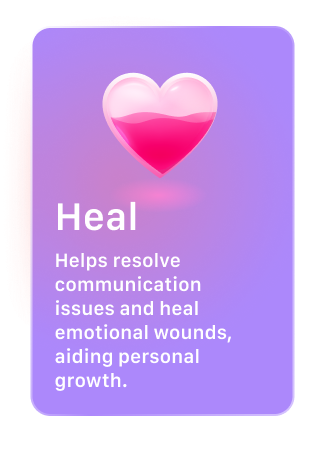 Heal
Helps resolve
communication
issues and heal
emotional wounds,
aiding personal
growth.